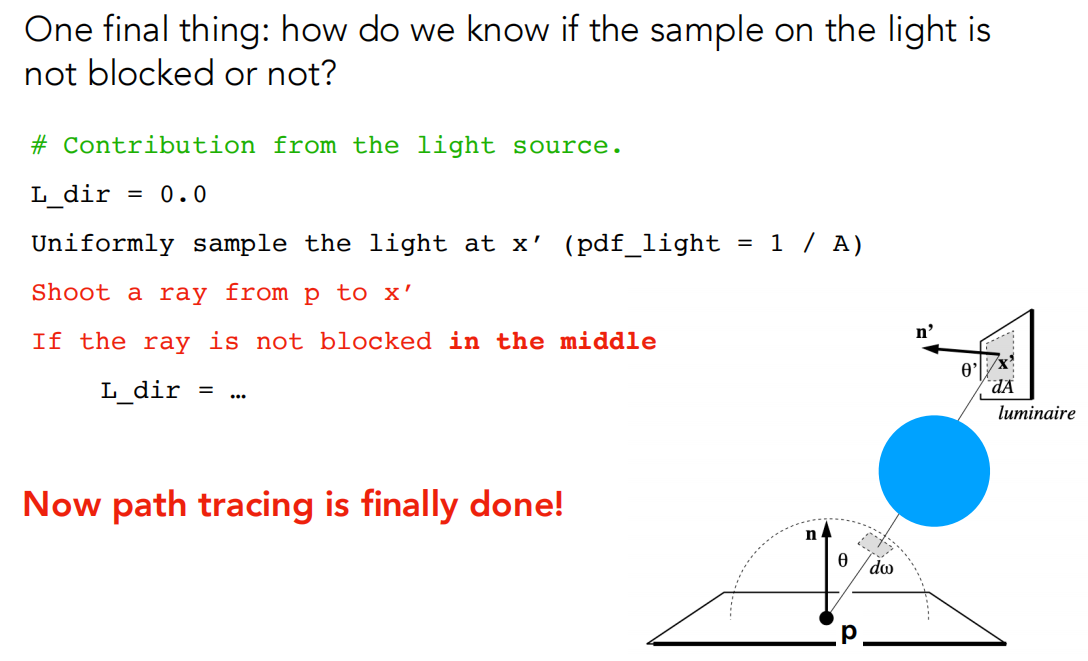 One final thing: how do we know if the sample on the light is
not blocked or not?
# Contribution from the light source.
L_dir = 0.0
Uniformly sample the light at x′ (pdf_light = 1 / A)
Shoot a ray from p to x′
If the ray is not blocked in the middle
L_dir = …
Now path tracing is finally done!
n’
θ’
x’
dA
luminaire
n
θ
dω
p